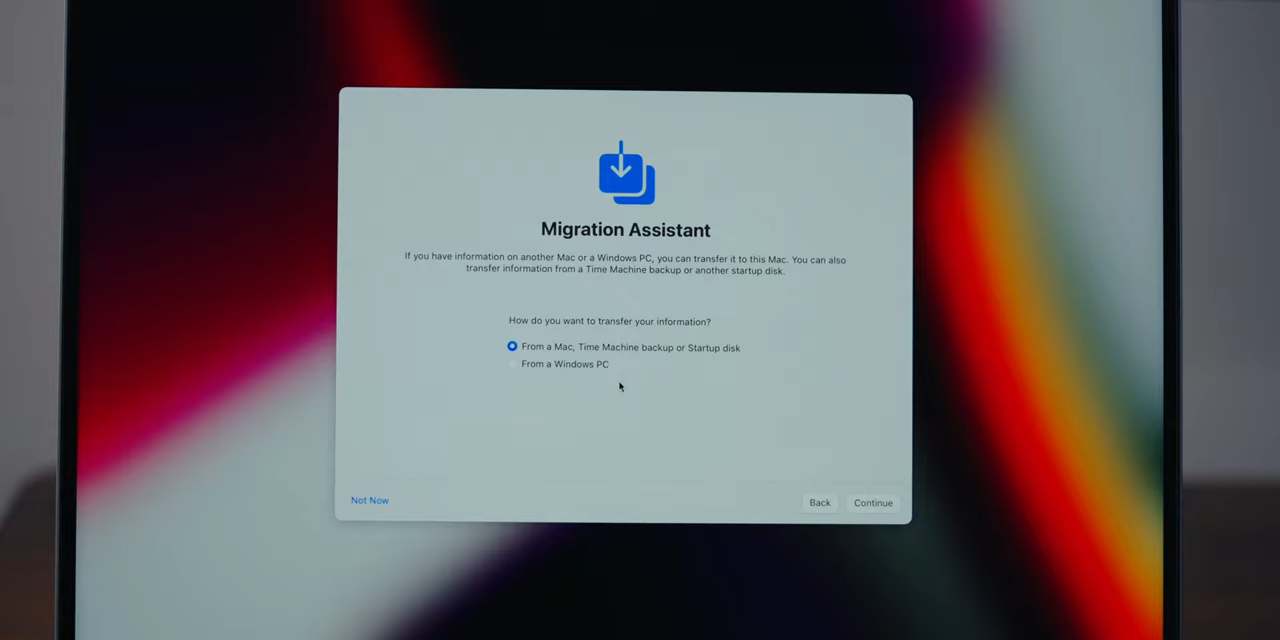 Migration Assistant
If you have information on another Mac or a Windows PC, you can transfer it to this Mac. You can also
transfer information from a Time Machine backup or another startup disk.
How do you want to transfer your information?
From a Mac, Time Machine backup or Startup disk
From a Windows PC
Not Now
Back
Continue